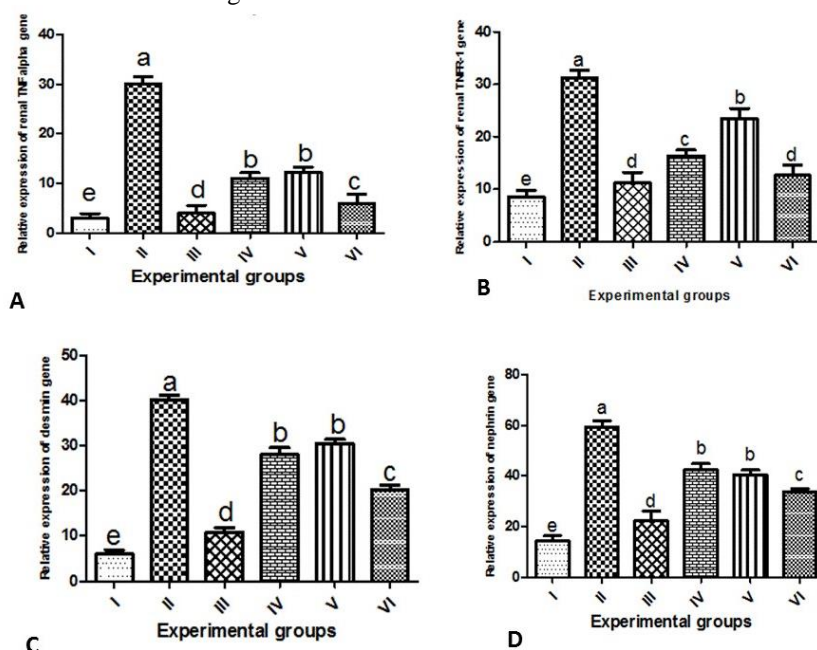 Relative expression of renal TNFalpha gene
40
30
20
10
0
a
b
b
c
d
e
I
II
III
IV
V
VI
Experimental groups
A
Relative expression of renal TNFR-1 gene
40
30
20
10
0
a
b
c
d
d
e
I
II
III
IV
V
VI
Experimental groups
B
Relative expression of desmin gene
50
40
30
20
10
0
a
b
b
c
d
e
I
II
III
IV
V
VI
Experimental groups
C
Relative expression of nephrin gene
80
60
40
20
0
a
b
b
c
d
e
I
II
III
IV
V
VI
Experimental groups
D